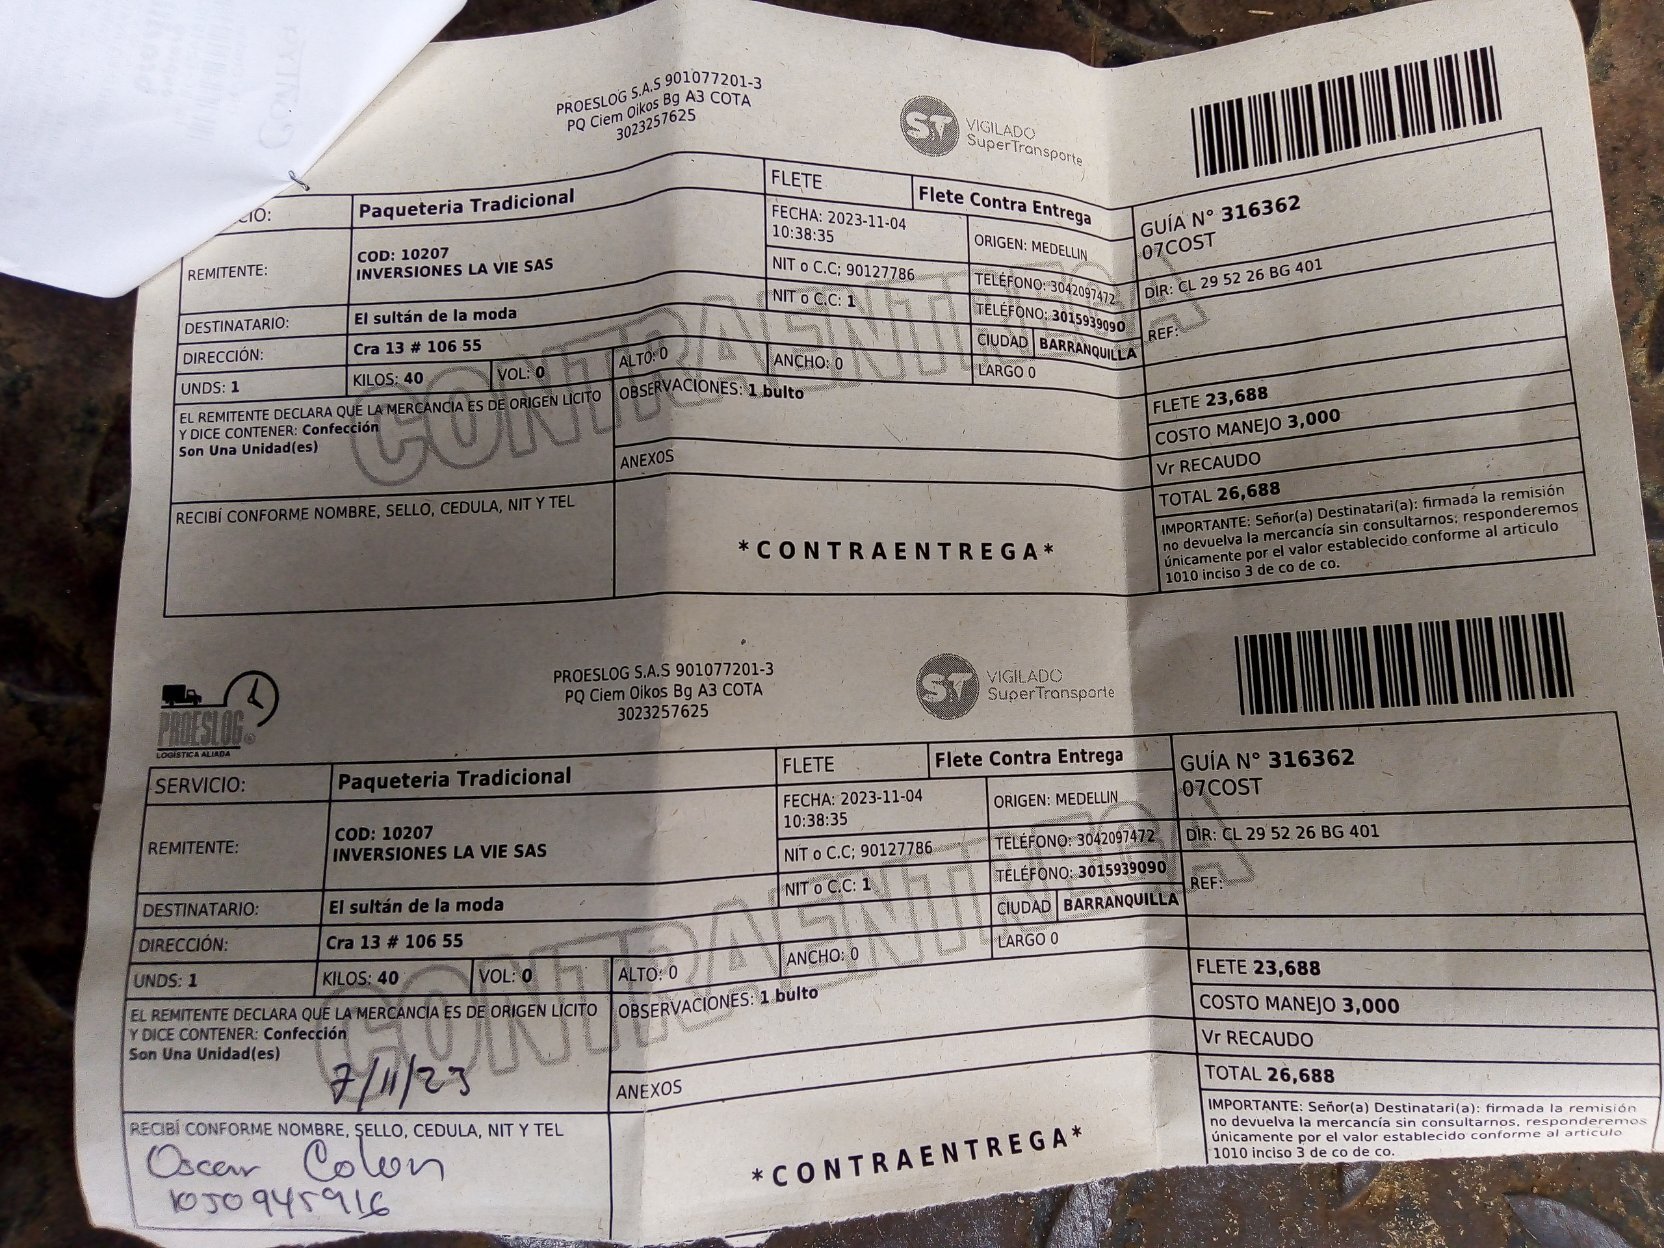 PROESLOG S.A.S 901077201-3
PQ Ciem Oikos Bg A3 COTA
3023257625
ST VIGILADO
SuperTransporte
CIO: Paqueteria Tradicional
FLETE Flete Contra Entrega
REMITENTE: COD: 10207
INVERSIONES LA VIE SAS
FECHA: 2023-11-04
10:38:35
ORIGEN: MEDELLIN
NIT o C.C; 90127786
TELÉFONO: 3042097472
DESTINATARIO: El sultán de la moda
NIT o C.C: 1
TELÉFONO: 3015939090
DIRECCIÓN: Cra 13 # 106 55
CIUDAD BARRANQUILLA
UNDS: 1 KILOS: 40 VOL: 0 ALTO: 0 ANCHO: 0 LARGO 0
EL REMITENTE DECLARA QUE LA MERCANCIA ES DE ORIGEN LÍCITO
Y DICE CONTENER: Confección
Son Una Unidad(es)
OBSERVACIONES: 1 bulto
ANEXOS
RECIBÍ CONFORME NOMBRE, SELLO, CEDULA, NIT Y TEL
*CONTRAENTREGA*
CONTRAENTREGA
GUÍA N° 316362
07COST
DIR: CL 29 52 26 BG 401
REF:
FLETE 23,688
COSTO MANEJO 3,000
Vr RECAUDO
TOTAL 26,688
IMPORTANTE: Señor(a) Destinatari(a): firmada la remisión
no devuelva la mercancía sin consultarnos, responderemos
únicamente por el valor establecido conforme al articulo
1010 inciso 3 de co de co.
PROESLOG
LOGÍSTICA ALIADA
PROESLOG S.A.S 901077201-3
PQ Ciem Oikos Bg A3 COTA
3023257625
ST VIGILADO
SuperTransporte
SERVICIO: Paqueteria Tradicional
FLETE Flete Contra Entrega
REMITENTE: COD: 10207
INVERSIONES LA VIE SAS
FECHA: 2023-11-04
10:38:35
ORIGEN: MEDELLIN
NIT o C.C; 90127786
TELÉFONO: 3042097472
DESTINATARIO: El sultán de la moda
NIT o C.C: 1
TELÉFONO: 3015939090
DIRECCIÓN: Cra 13 # 106 55
CIUDAD BARRANQUILLA
UNDS: 1 KILOS: 40 VOL: 0 ALTO: 0 ANCHO: 0 LARGO 0
EL REMITENTE DECLARA QUE LA MERCANCIA ES DE ORIGEN LÍCITO
Y DICE CONTENER: Confección
Son Una Unidad(es)
7/11/23
OBSERVACIONES: 1 bulto
ANEXOS
RECIBÍ CONFORME NOMBRE, SELLO, CEDULA, NIT Y TEL
Oscar Colon
1050945916
*CONTRAENTREGA*
CONTRAENTREGA
GUÍA N° 316362
07COST
DIR: CL 29 52 26 BG 401
REF:
FLETE 23,688
COSTO MANEJO 3,000
Vr RECAUDO
TOTAL 26,688
IMPORTANTE: Señor(a) Destinatari(a): firmada la remisión
no devuelva la mercancía sin consultarnos, responderemos
únicamente por el valor establecido conforme al articulo
1010 inciso 3 de co de co.